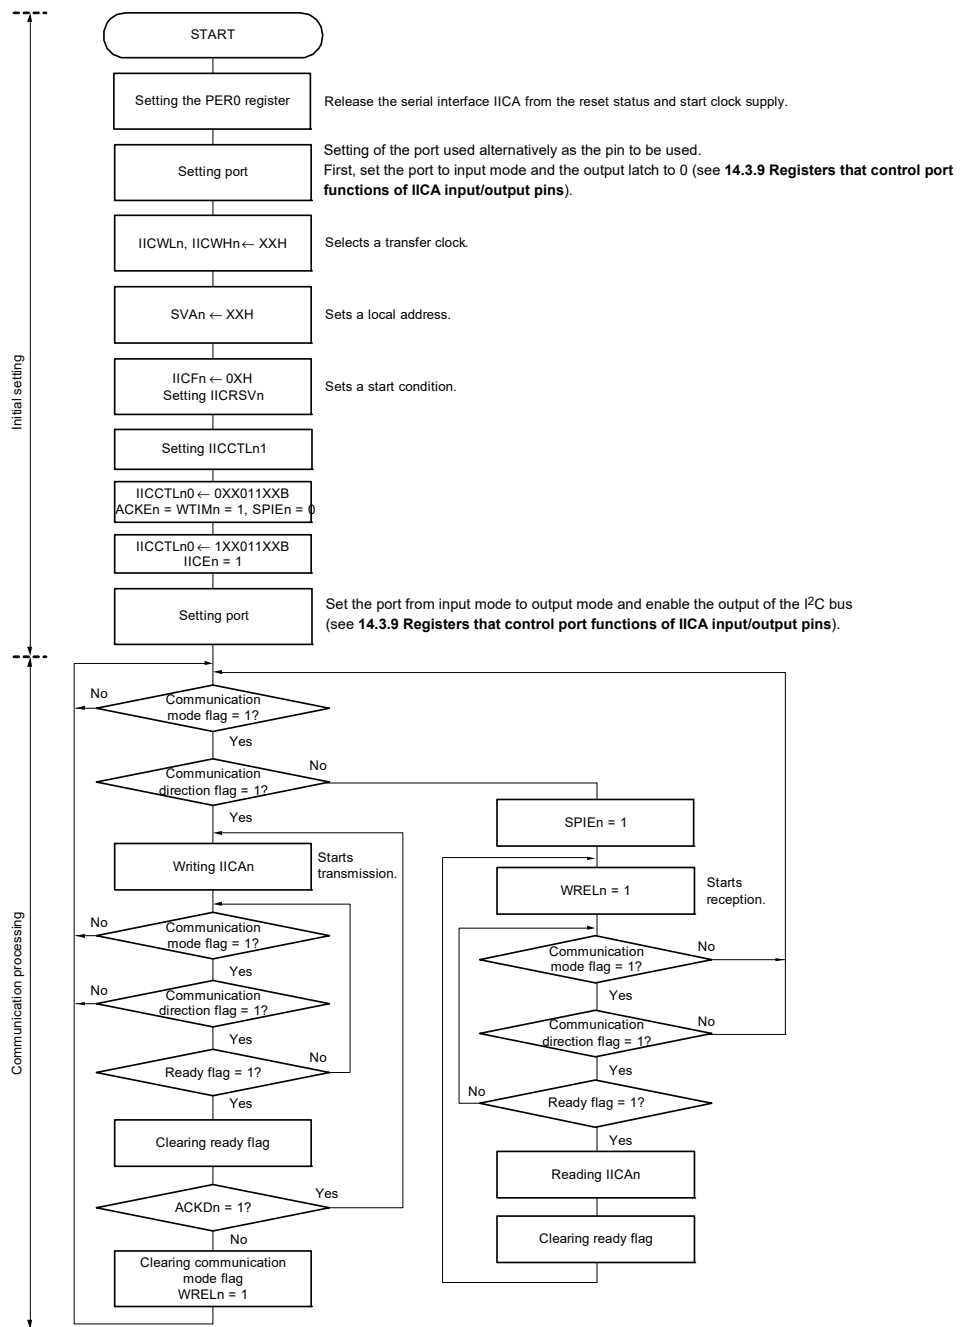 START
Setting the PER0 register
Release the serial interface IICA from the reset status and start clock supply.
Setting port
Setting of the port used alternatively as the pin to be used.
First, set the port to input mode and the output latch to 0 (see 14.3.9 Registers that control port
functions of IICA input/output pins).
IICWLn, IICWHn ← XXH
Selects a transfer clock.
SVAn ← XXH
Sets a local address.
IICFn ← 0XH
Setting IICRSVn
Sets a start condition.
Setting IICCTLn1
IICCTLn0 ← 0XX011XXB
ACKEn = WTIMn = 1, SPIEn = 0
IICCTLn0 ← 1XX011XXB
IICEn = 1
Setting port
Set the port from input mode to output mode and enable the output of the I2C bus
(see 14.3.9 Registers that control port functions of IICA input/output pins).
Initial setting
No
Communication
mode flag = 1?
Yes
Communication
direction flag = 1?
No
Yes
Writing IICAn
Starts
transmission.
No
Communication
mode flag = 1?
Yes
No
Communication
direction flag = 1?
Yes
Ready flag = 1?
No
Yes
Clearing ready flag
ACKDn = 1?
Yes
No
Clearing communication
mode flag
WRELn = 1
SPIEn = 1
WRELn = 1
Starts
reception.
Communication
mode flag = 1?
No
Yes
Communication
direction flag = 1?
No
Yes
No
Ready flag = 1?
Yes
Reading IICAn
Clearing ready flag
Communication processing